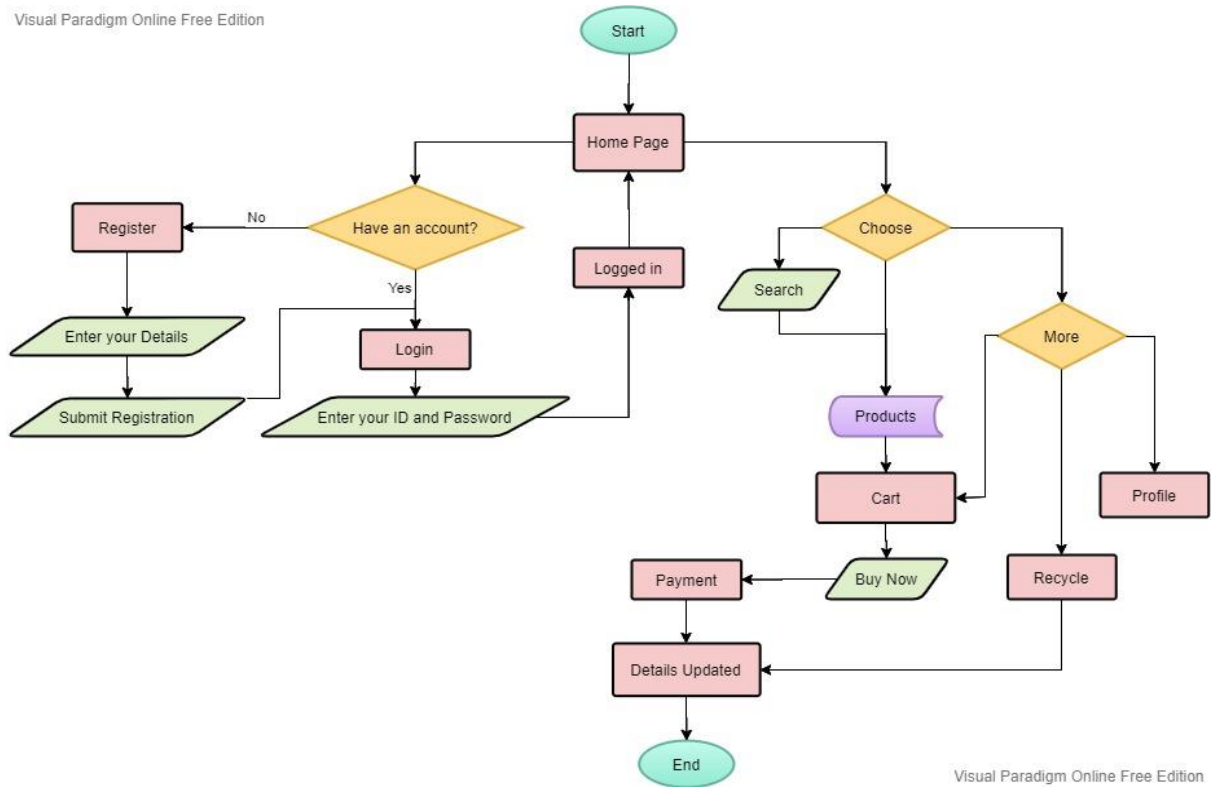 Visual Paradigm Online Free Edition
Start
Home Page
Have an account?
No
Register
Yes
Enter your Details
Submit Registration
Login
Enter your ID and Password
Logged in
Choose
Search
More
Products
Cart
Profile
Buy Now
Payment
Recycle
Details Updated
End
Visual Paradigm Online Free Edition